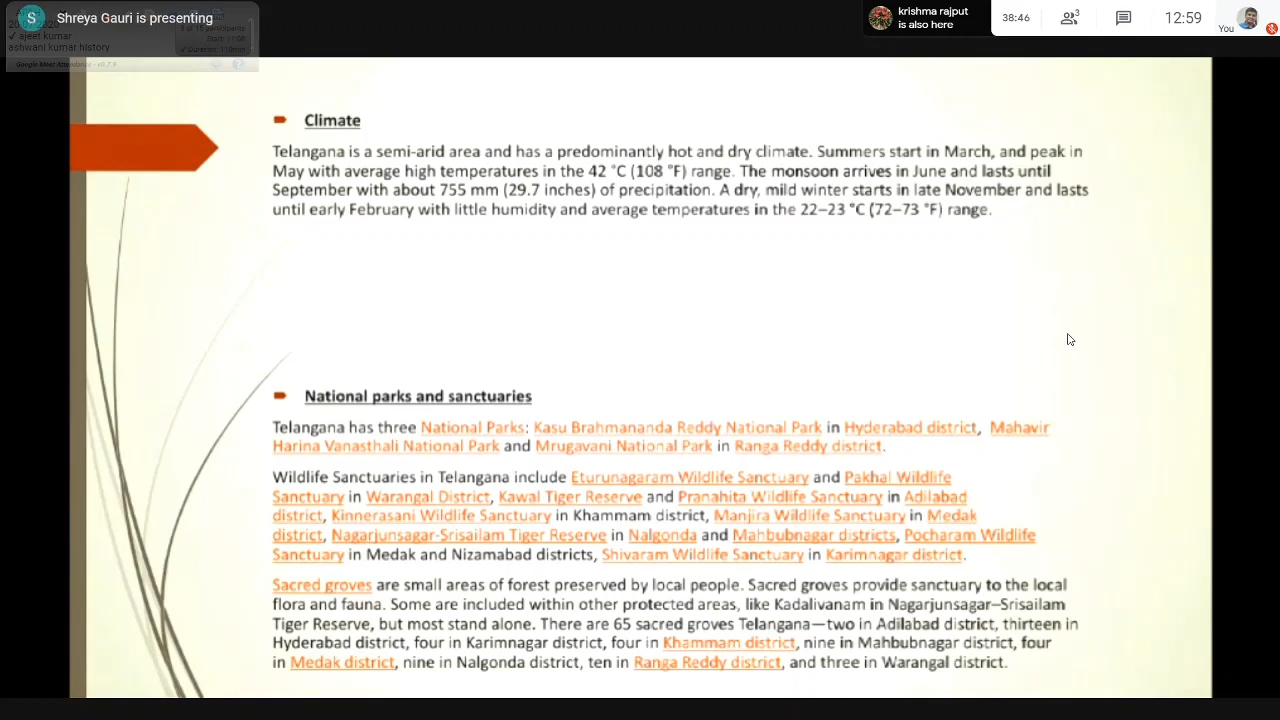 S Shreya Gauri is presenting
ajeet kumar
ashwani kumar history
Google Meet Attendance - v0.7.9
krishma rajput
is also here
38:46
3
12:59
You
Climate
Telangana is a semi-arid area and has a predominantly hot and dry climate. Summers start in March, and peak in
May with average high temperatures in the 42 °C (108 °F) range. The monsoon arrives in June and lasts until
September with about 755 mm (29.7 inches) of precipitation. A dry, mild winter starts in late November and lasts
until early February with little humidity and average temperatures in the 22–23 °C (72–73 °F) range.
National parks and sanctuaries
Telangana has three National Parks: Kasu Brahmananda Reddy National Park in Hyderabad district, Mahavir
Harina Vanasthali National Park and Mrugavani National Park in Ranga Reddy district.
Wildlife Sanctuaries in Telangana include Eturunagaram Wildlife Sanctuary and Pakhal Wildlife
Sanctuary in Warangal District, Kawal Tiger Reserve and Pranahita Wildlife Sanctuary in Adilabad
district, Kinnerasani Wildlife Sanctuary in Khammam district, Manjira Wildlife Sanctuary in Medak
district, Nagarjunsagar-Srisailam Tiger Reserve in Nalgonda and Mahbubnagar districts, Pocharam Wildlife
Sanctuary in Medak and Nizamabad districts, Shivaram Wildlife Sanctuary in Karimnagar district.
Sacred groves are small areas of forest preserved by local people. Sacred groves provide sanctuary to the local
flora and fauna. Some are included within other protected areas, like Kadalivanam in Nagarjunsagar–Srisailam
Tiger Reserve, but most stand alone. There are 65 sacred groves Telangana—two in Adilabad district, thirteen in
Hyderabad district, four in Karimnagar district, four in Khammam district, nine in Mahbubnagar district, four
in Medak district, nine in Nalgonda district, ten in Ranga Reddy district, and three in Warangal district.